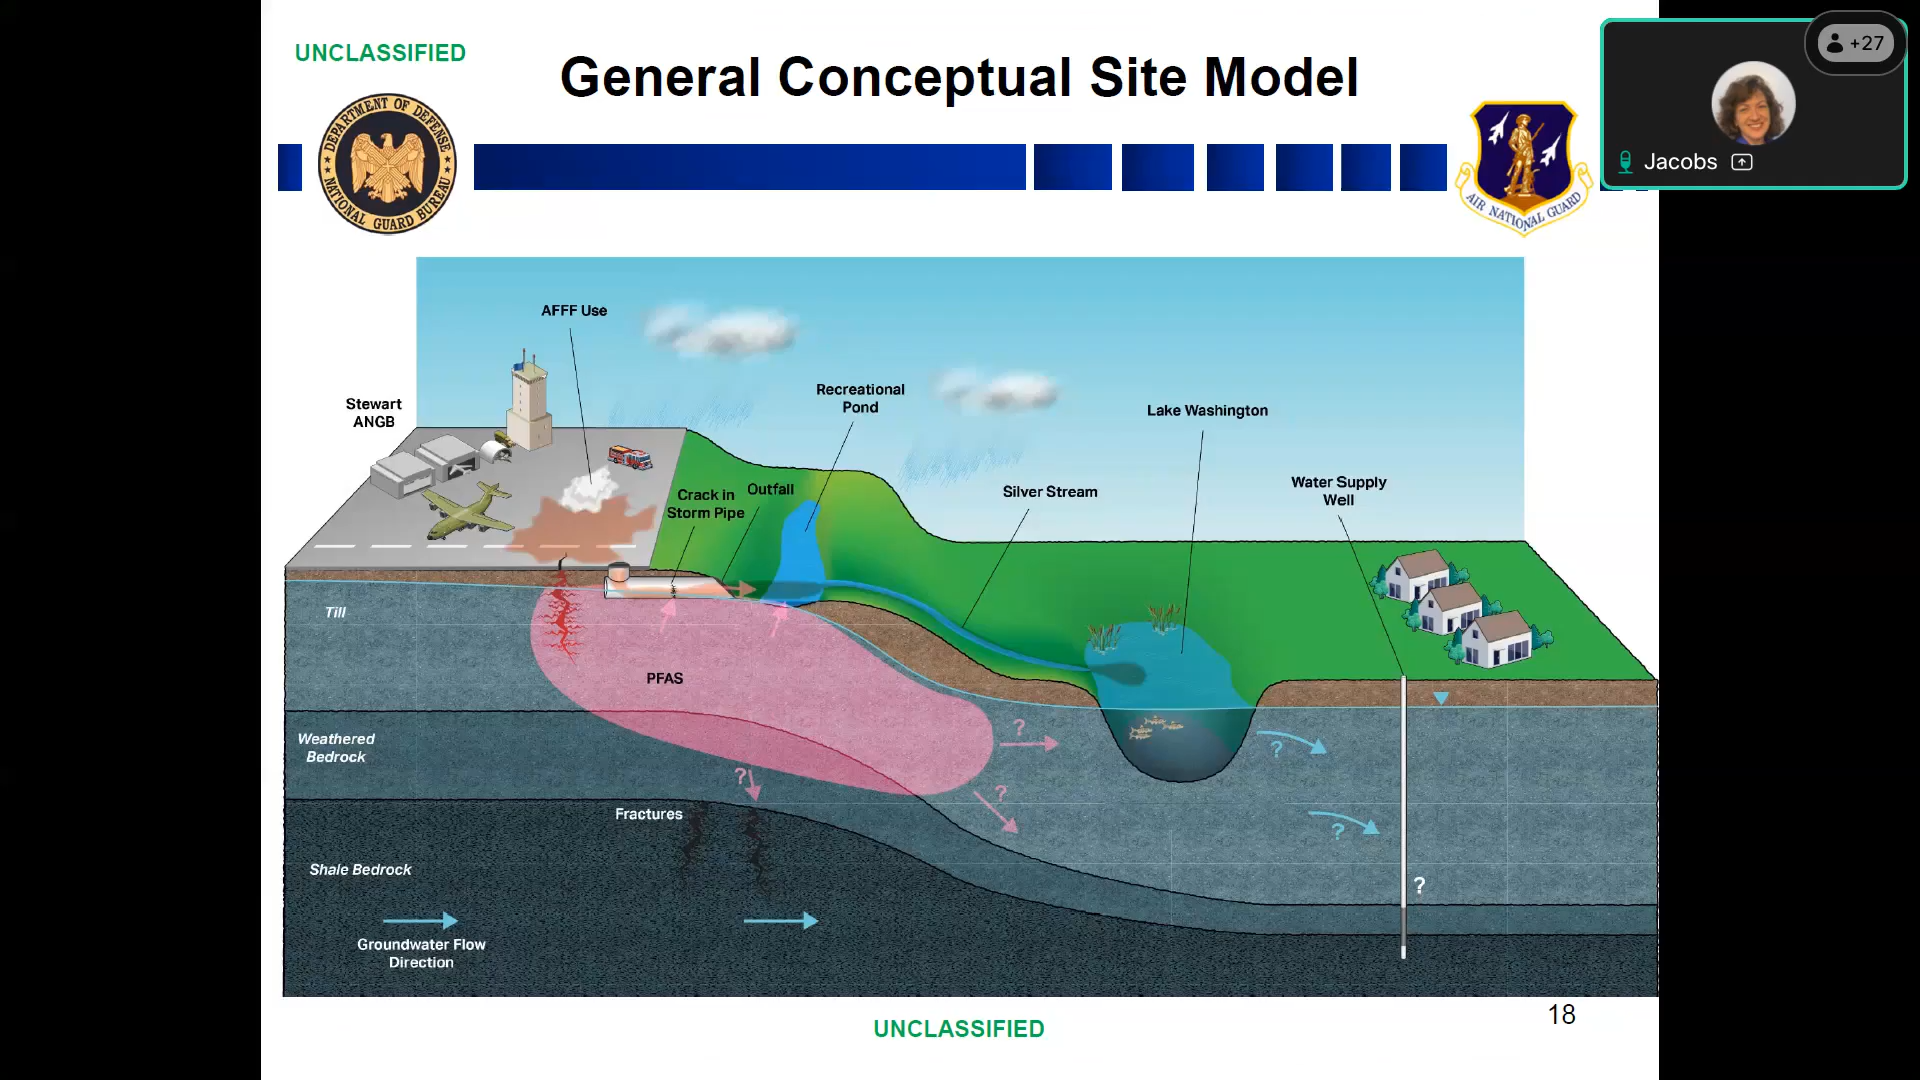 UNCLASSIFIED
General Conceptual Site Model
+27
Jacobs
DEPARTMENT OF DEFENSE
NATIONAL GUARD BUREAU
AIR NATIONAL GUARD
AFFF Use
Recreational
Pond
Stewart
ANGB
Lake Washington
Water Supply
Well
Silver Stream
Crack in
Storm Pipe
Outfall
Till
PFAS
?
Weathered
Bedrock
?
?
?
?
Fractures
Shale Bedrock
?
Groundwater Flow
Direction
18
UNCLASSIFIED